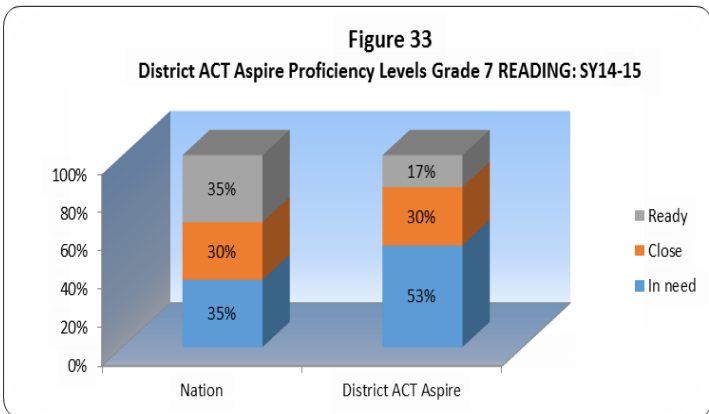 Figure 33
District ACT Aspire Proficiency Levels Grade 7 READING: SY14-15
100%
80%
60%
40%
20%
0%
35%
30%
35%
17%
30%
53%
Nation
District ACT Aspire
Ready
Close
In need